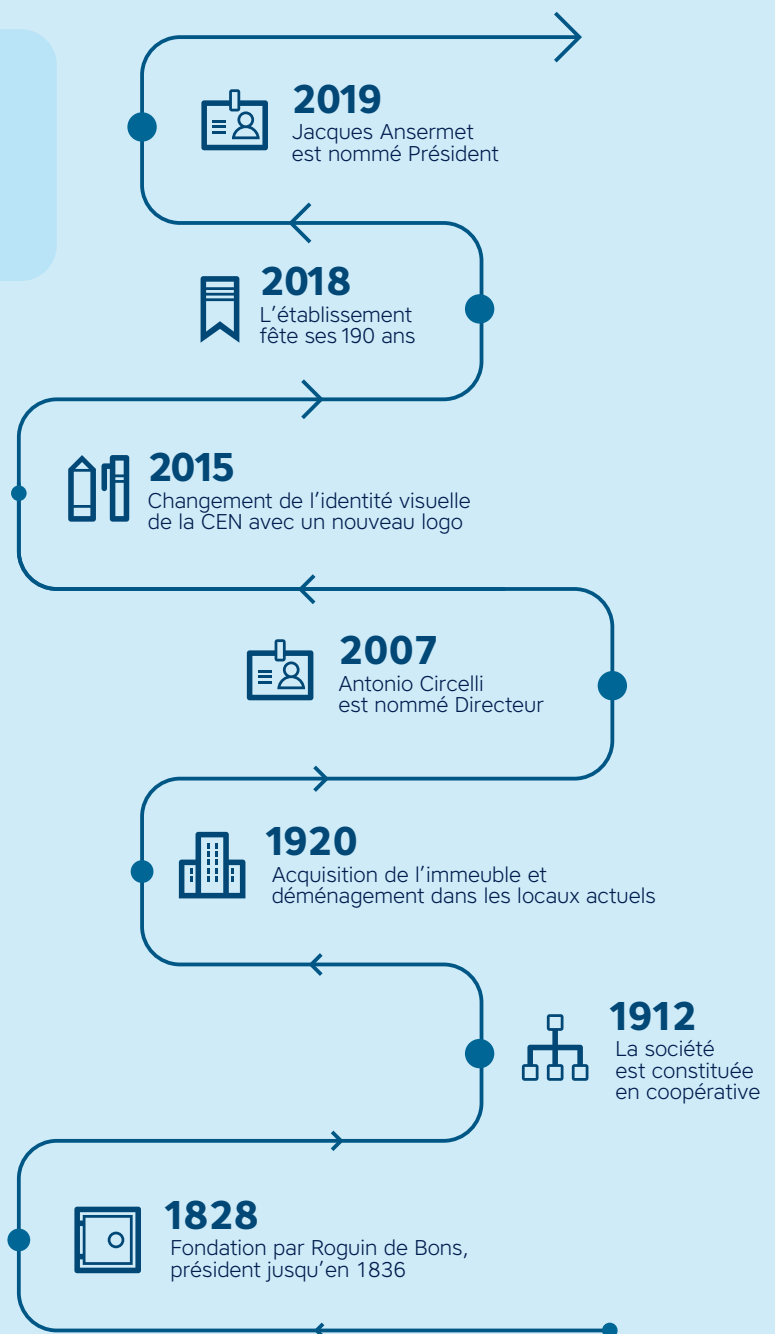 2019
Jacques Ansermet
est nommé Président
2018
L'établissement
fête ses 190 ans
2015
Changement de l'identité visuelle
de la CEN avec un nouveau logo
2007
Antonio Circelli
est nommé Directeur
1920
Acquisition de l'immeuble et
déménagement dans les locaux actuels
1912
La société
est constituée
en coopérative
1828
Fondation par Roguin de Bons,
président jusqu'en 1836